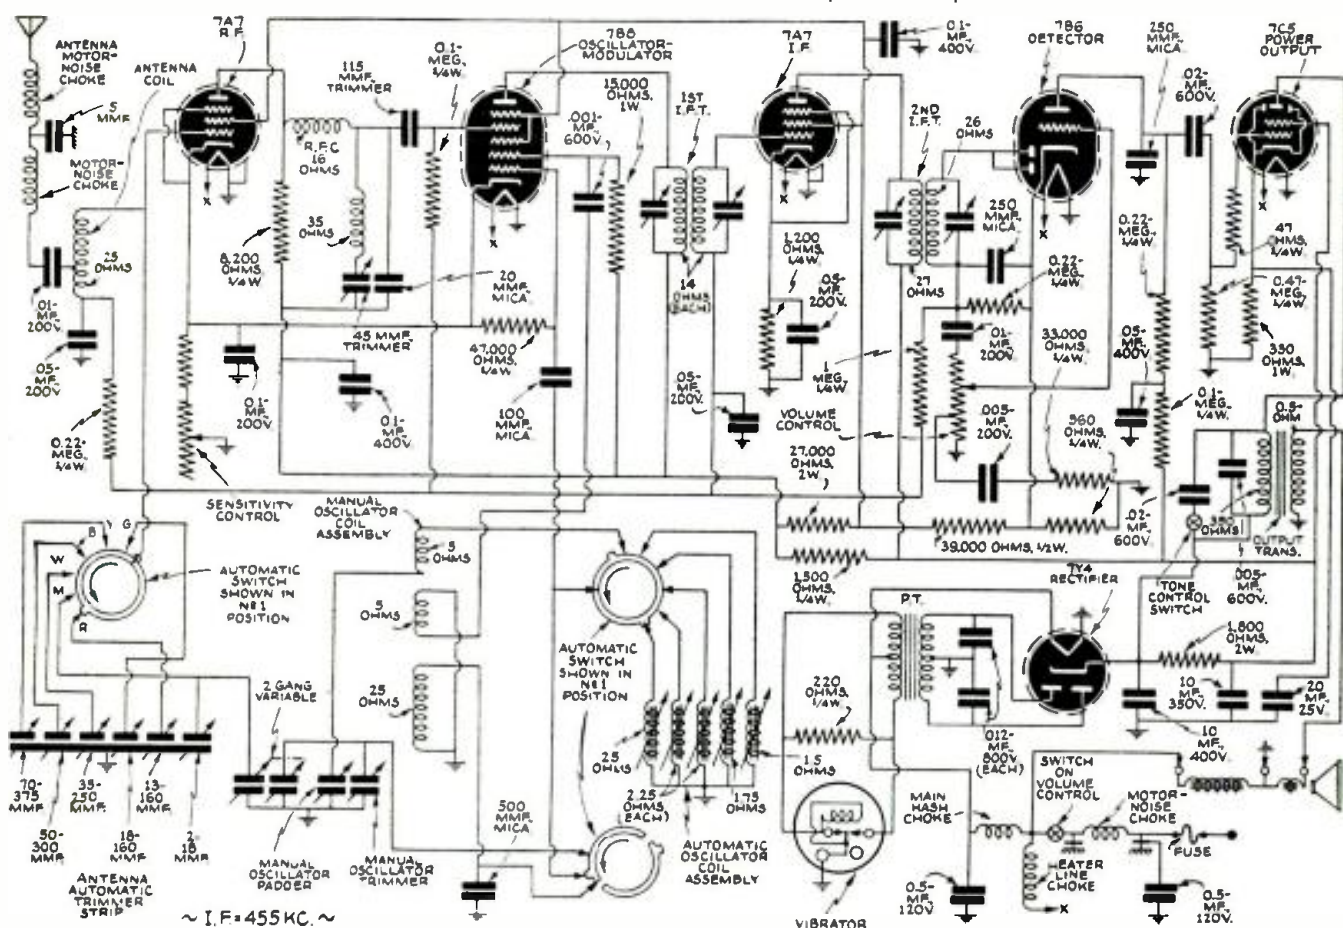 7A7
R.F.
ANTENNA
MOTOR-
NOISE
CHOKE
ANTENNA
COIL
5
MMF.
MOTOR-
NOISE
CHOKE
25
OHMS
.01-
MF.
200V.
.05-
MF.
200V.
0.22-
MEG.
1/4W.
115
MMF.
TRIMMER
0.1-
MEG.
1/4W.
7B8
OSCILLATOR-
MODULATOR
R.F.C
16
OHMS
8,200
OHMS,
1/4W.
35
OHMS
20
MMF.
MICA
45 MMF.
TRIMMER
47,000
OHMS,
1/4W.
0.1-
MF.
200V.
0.1-
MF.
400V.
100
MMF.
MICA
.001-
MF.
600V.
15,000
OHMS,
1W.
1ST
I.F.T.
14
OHMS
(EACH)
7A7
I.F.
0.1-
MF.
400V.
1,200
OHMS,
1/4W.
.05-
MF.
200V.
.05-
MF.
200V.
2ND
I.F.T.
26
OHMS
27
OHMS
7B6
DETECTOR
250
MMF.
MICA
0.22-
MEG.
1/4W.
.01-
MF.
200V.
33,000
OHMS,
1/4W.
1
MEG.
1/4W.
VOLUME
CONTROL
.005-
MF.
200V.
560
OHMS,
1/4W.
27,000
OHMS,
2W.
39,000 OHMS, 1/2W.
1,500
OHMS,
1/4W.
250
MMF.
MICA
.02-
MF.
600V.
7C5
POWER
OUTPUT
0.22-
MEG.,
1/4W.
47
OHMS,
1/4W.
0.47-
MEG.
1/4W.
.05-
MF.
400V.
330
OHMS,
1W.
0.1-
MEG.,
1/4W.
0.5-
OHM
.02-
MF.
600V.
350
OHMS
OUTPUT
TRANS.
.005-
MF.
600V.
TONE
CONTROL
SWITCH
SENSITIVITY
CONTROL
MANUAL
OSCILLATOR
COIL
ASSEMBLY
5
OHMS
5
OHMS
25
OHMS
B
Y
G
W
M
R
AUTOMATIC
SWITCH
SHOWN IN
Nº 1
POSITION
2 GANG
VARIABLE
70-
375
MMF.
50-
300
MMF.
35-
250
MMF.
18-
160
MMF.
13-
160
MMF.
2-
18
MMF.
ANTENNA
AUTOMATIC
TRIMMER
STRIP
MANUAL
OSCILLATOR
PADDER
MANUAL
OSCILLATOR
TRIMMER
~ I.F.=455 KC. ~
500
MMF.
MICA
AUTOMATIC
SWITCH
SHOWN IN
Nº 1
POSITION
2.5
OHMS
2.25
OHMS
(EACH)
1.75
OHMS
1.5
OHMS
AUTOMATIC
OSCILLATOR
COIL
ASSEMBLY
P.T.
220
OHMS,
1/4W.
VIBRATOR
.012-
MF.
800V.
(EACH)
7Y4
RECTIFIER
1,800
OHMS,
2W.
10
MF.,
350V.
20
MF.
25V.
10
MF.,
400V.
MAIN
HASH
CHOKE
SWITCH
ON
VOLUME
CONTROL
MOTOR-
NOISE
CHOKE
FUSE
HEATER
LINE
CHOKE
0.5-
MF.
120V.
0.5-
MF.
120V.
X
X
X
X
X
X